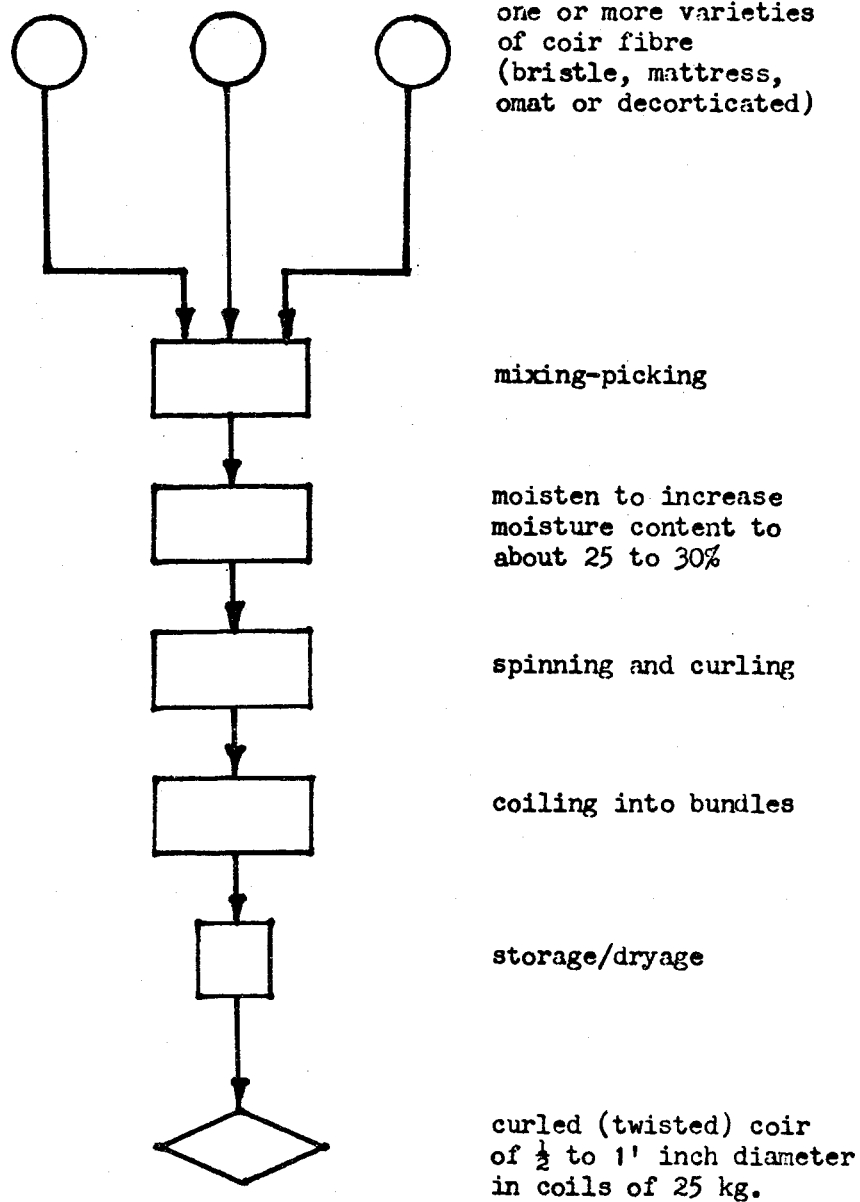 one or more varieties
of coir fibre
(bristle, mattress,
omat or decorticated)
mixing-picking
moisten to increase
moisture content to
about 25 to 30%
spinning and curling
coiling into bundles
storage/dryage
curled (twisted) coir
of ½ to 1' inch diameter
in coils of 25 kg.